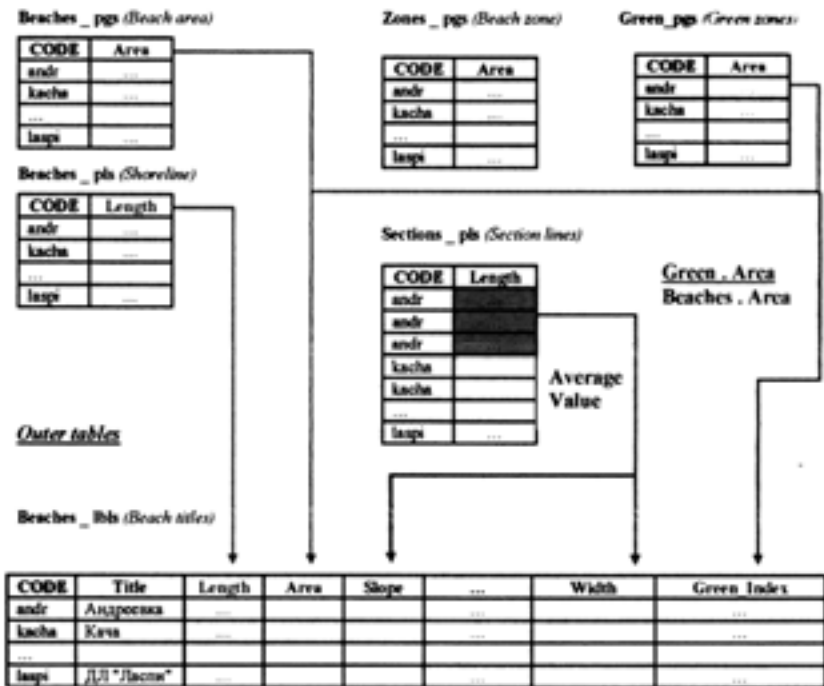 Beaches _ pgs (Beach area)
CODE Area
andr ...
kacha ...
...
laspi ...
Zones _ pgs (Beach zone)
CODE Area
andr ...
kacha ...
...
laspi ...
Green_pgs (Green zones)
CODE Area
andr ...
kacha ...
...
laspi ...
Beaches _ pls (Shoreline)
CODE Length
andr ...
kacha ...
...
laspi ...
Sections _ pls (Section lines)
CODE Length
andr
andr
andr
kacha
kacha
...
laspi ...
Green . Area
Beaches . Area
Average
Value
Outer tables
Beaches _ lbls (Beach titles)
CODE Title Length Area Slope ... Width Green_Index
andr Андреевка ... ... ...
kacha Кача ... ... ...
...
laspi ДЛ "Ласпи" ... ... ...